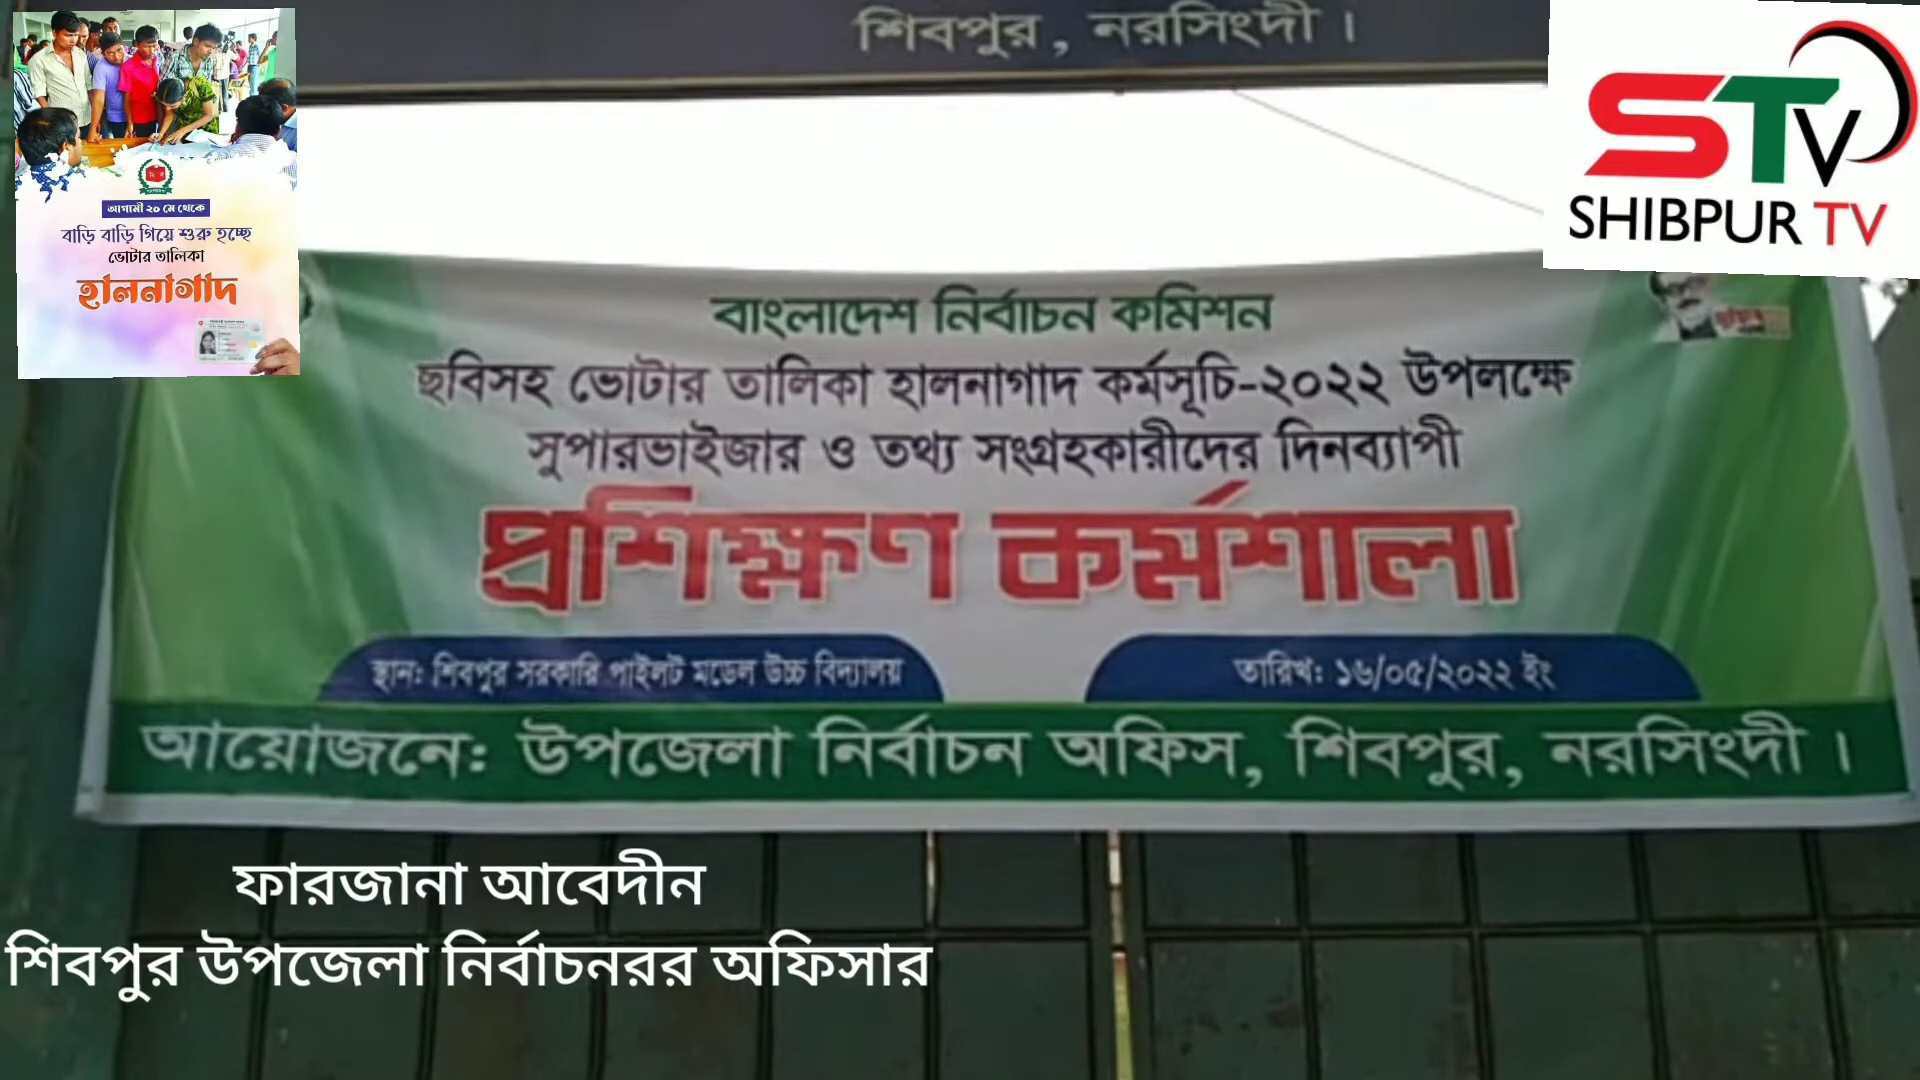 শিবপুর, নরসিংদী।
আগামী ২০ মে থেকে
বাড়ি বাড়ি গিয়ে শুরু হচ্ছে
ভোটার তালিকা
হালনাগাদ
STV
SHIBPUR TV
বাংলাদেশ নির্বাচন কমিশন
ছবিসহ ভোটার তালিকা হালনাগাদ কর্মসূচি-২০২২ উপলক্ষে
সুপারভাইজার ও তথ্য সংগ্রহকারীদের দিনব্যাপী
প্রশিক্ষণ কর্মশালা
স্থান: শিবপুর সরকারি পাইলট মডেল উচ্চ বিদ্যালয়
তারিখ: ১৬/০৫/২০২২ ইং
আয়োজনে: উপজেলা নির্বাচন অফিস, শিবপুর, নরসিংদী।
ফারজানা আবেদীন
শিবপুর উপজেলা নির্বাচনরর অফিসার